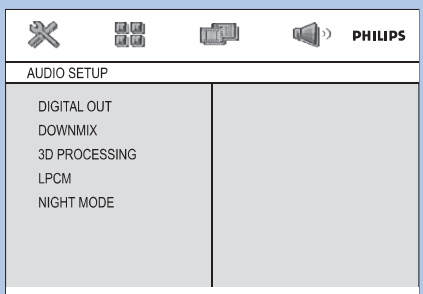 PHILIPS
AUDIO SETUP
DIGITAL OUT
DOWNMIX
3D PROCESSING
LPCM
NIGHT MODE